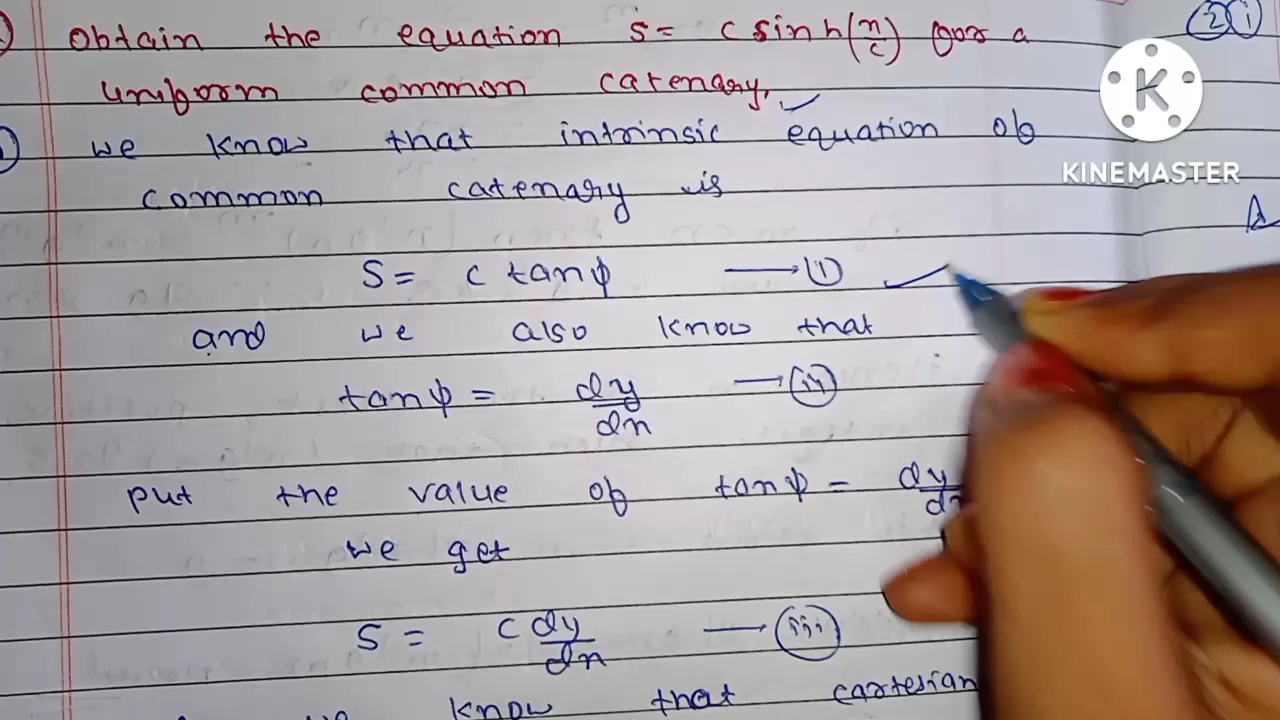 obtain the equation s = c sinh(x/c) for a
uniform common catenary.
we know that intrinsic equation of
common catenary is
S = c tanψ —→ (i)
and we also know that
tanψ = dy/dx —→ (ii)
put the value of tanψ = dy/
we get
S = c dy/dx —→ (iii)
know that cartesian
2 i
K
KINEMASTER